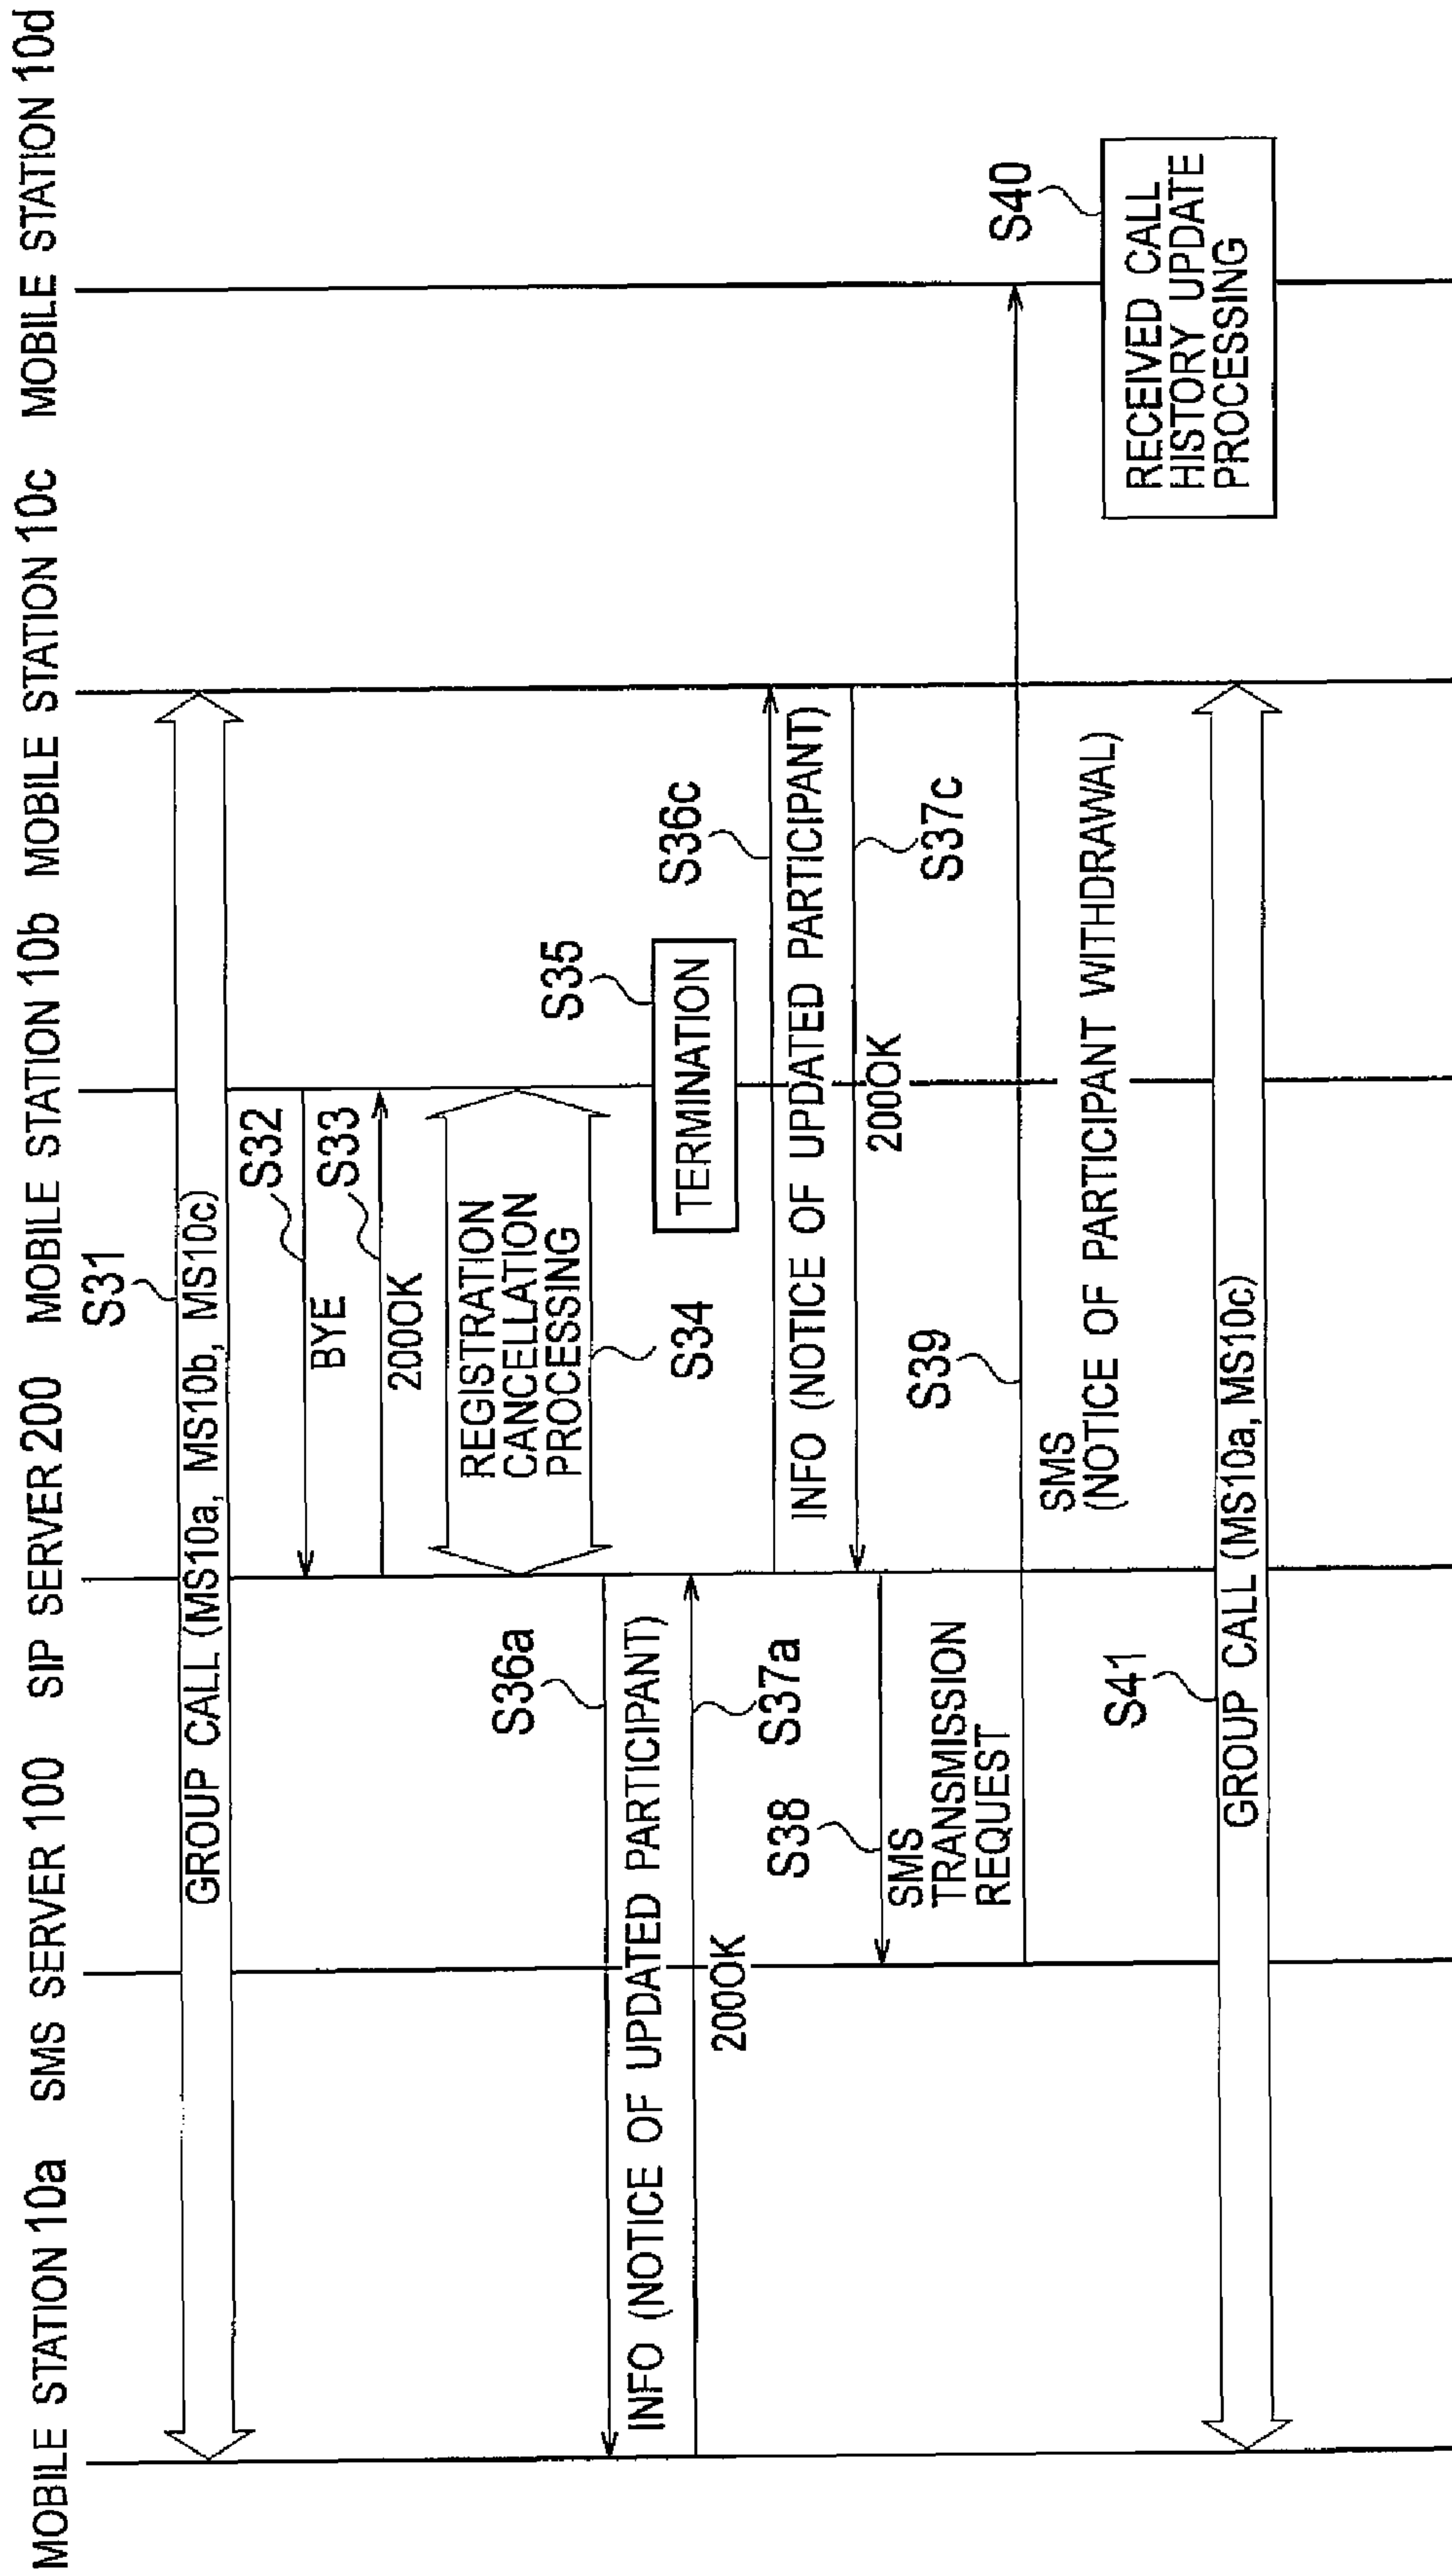 MOBILE STATION 10a
SMS SERVER 100
SIP SERVER 200
MOBILE STATION 10b
MOBILE STATION 10c
MOBILE STATION 10d
S31
GROUP CALL (MS10a, MS10b, MS10c)
S32
BYE
S33
200OK
REGISTRATION
CANCELLATION
PROCESSING
S34
S35
TERMINATION
S36a
INFO (NOTICE OF UPDATED PARTICIPANT)
S37a
200OK
S36c
INFO (NOTICE OF UPDATED PARTICIPANT)
S37c
200OK
S38
SMS
TRANSMISSION
REQUEST
S39
SMS
(NOTICE OF PARTICIPANT WITHDRAWAL)
S40
RECEIVED CALL
HISTORY UPDATE
PROCESSING
S41
GROUP CALL (MS10a, MS10c)